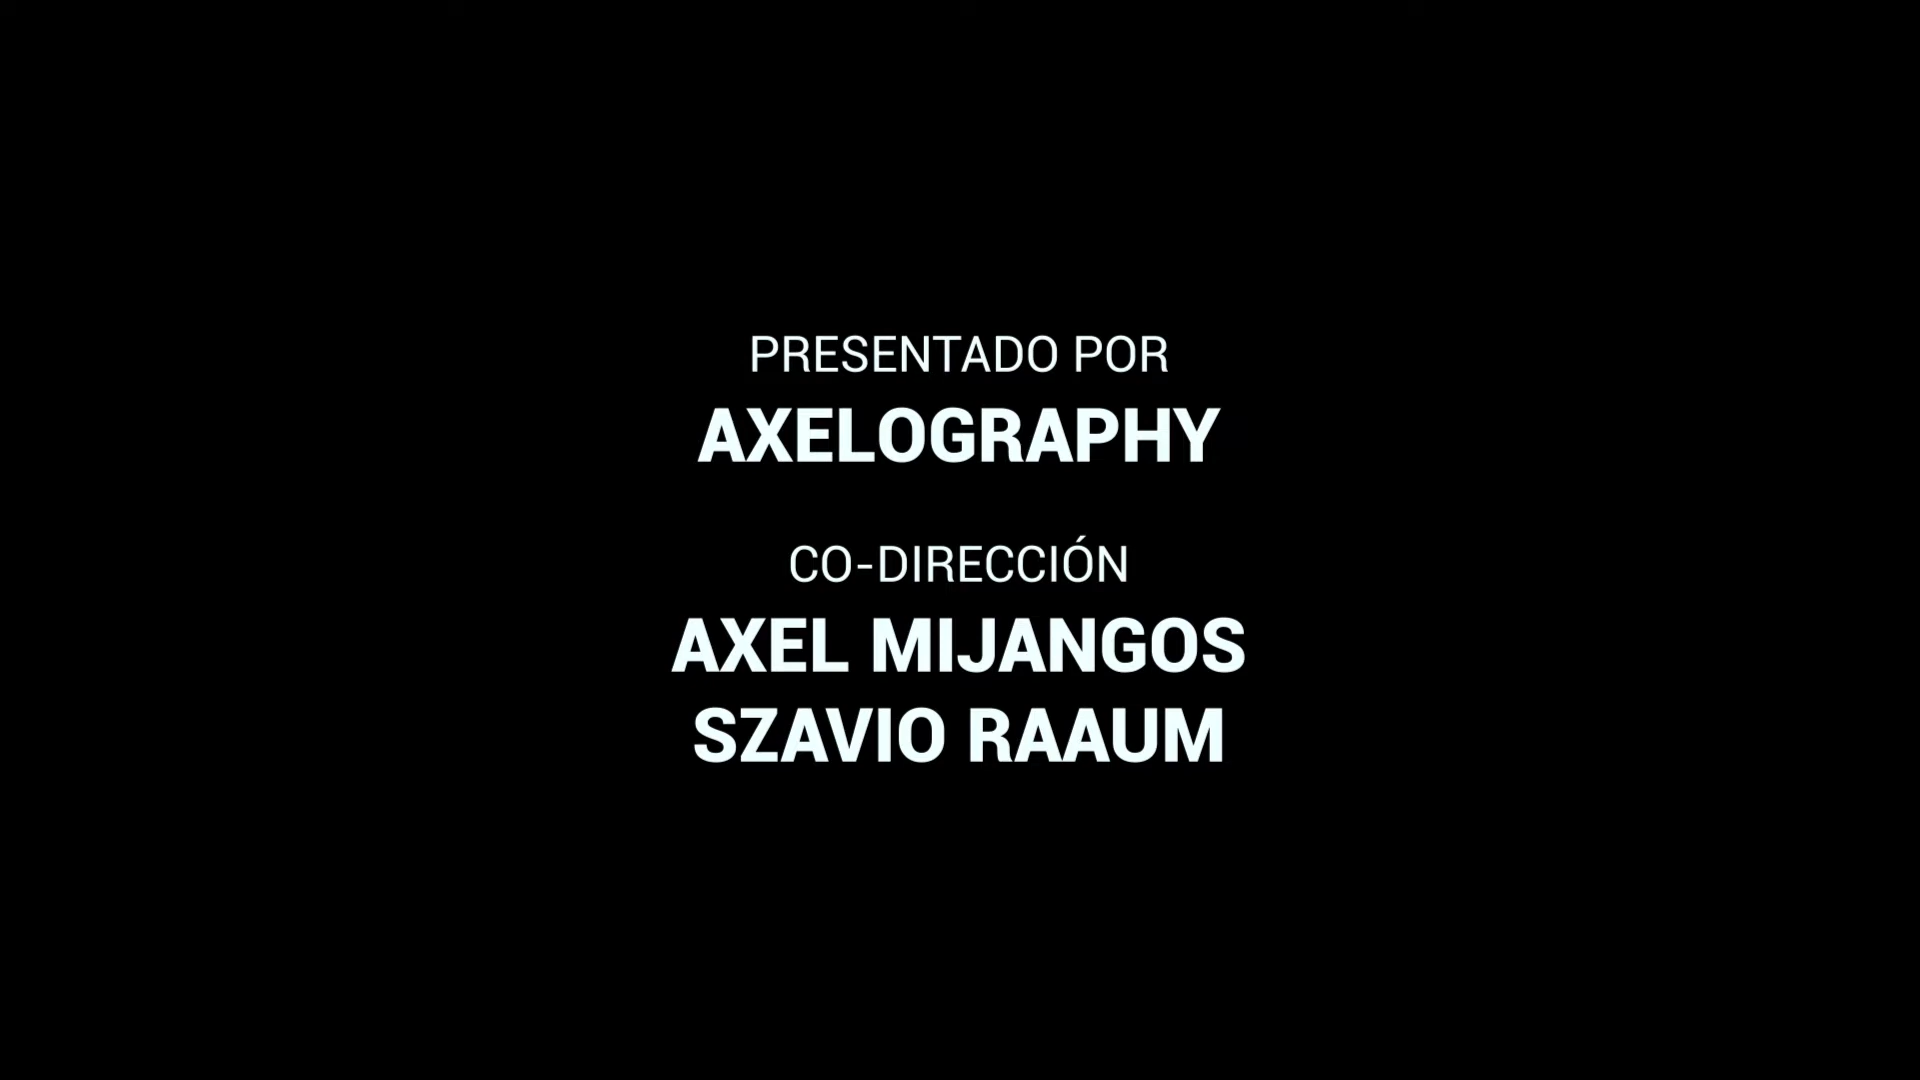 PRESENTADO POR
AXELOGRAPHY
CO-DIRECCIÓN
AXEL MIJANGOS
SZAVIO RAAUM